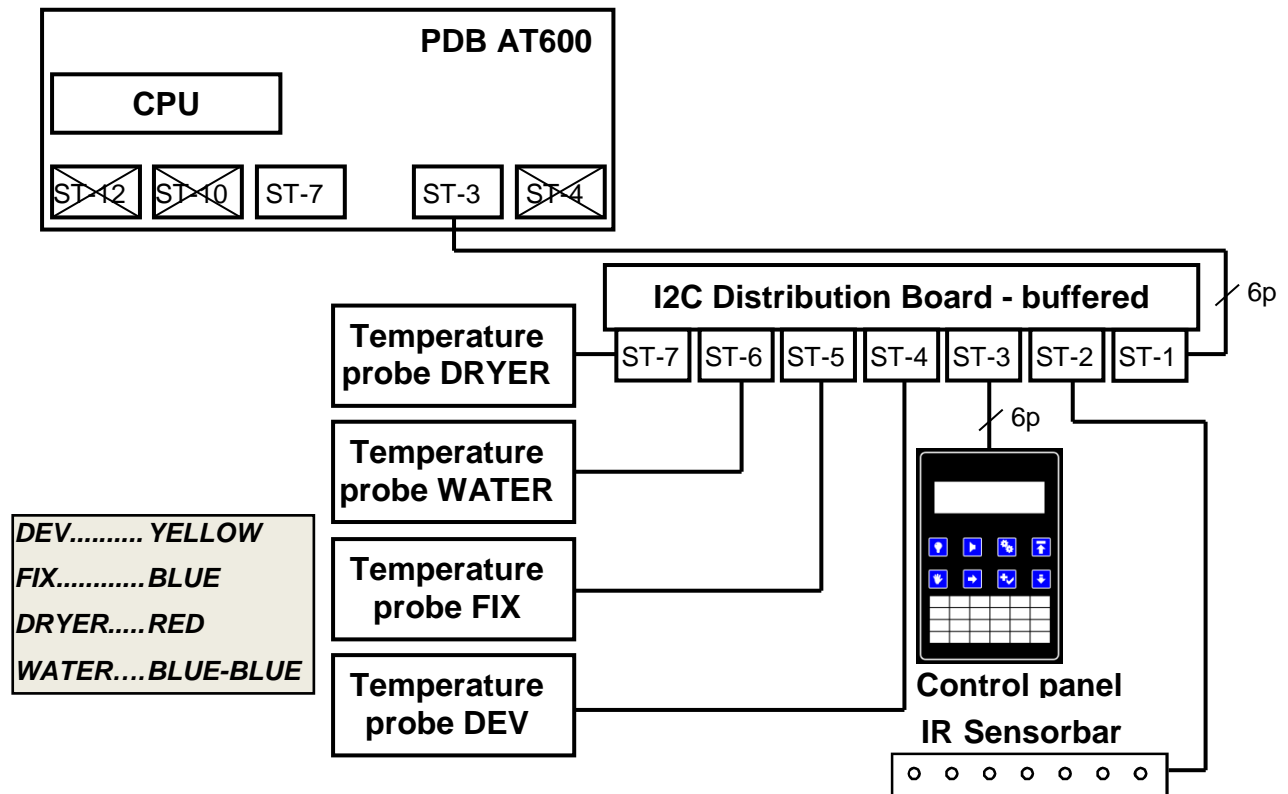 PDB AT600
CPU
ST-12 ST-10 ST-7 ST-3 ST-4
I2C Distribution Board - buffered
6p
ST-7 ST-6 ST-5 ST-4 ST-3 ST-2 ST-1
Temperature
probe DRYER
6p
Temperature
probe WATER
DEV.......... YELLOW
FIX............BLUE
DRYER.....RED
WATER....BLUE-BLUE
Temperature
probe FIX
Temperature
probe DEV
Control panel
IR Sensorbar